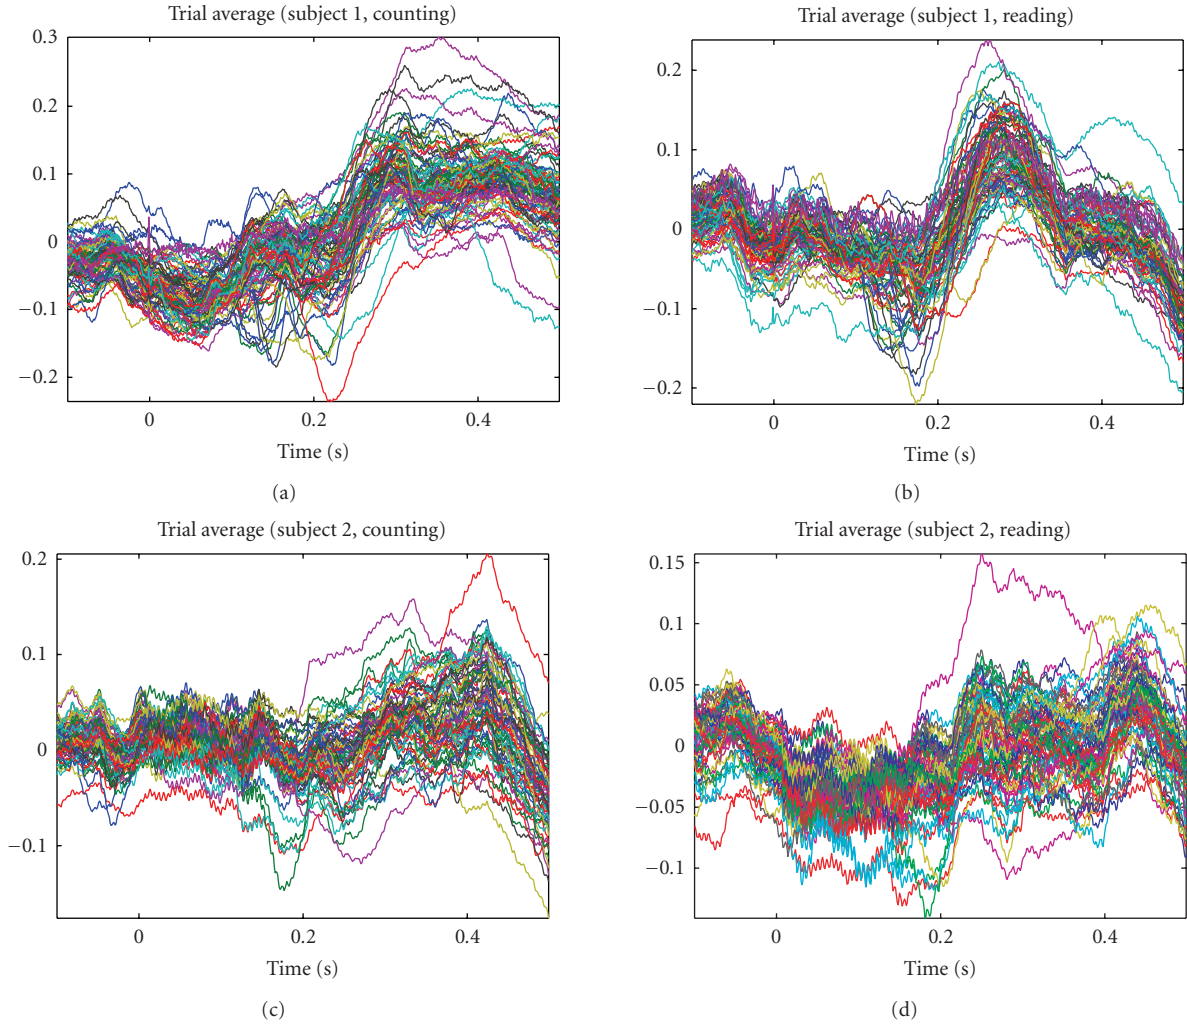 Trial average (subject 1, counting)
0.3
0.2
0.1
0
−0.1
−0.2
0
0.2
0.4
Time (s)
(a)
Trial average (subject 1, reading)
0.2
0.1
0
−0.1
−0.2
0
0.2
0.4
Time (s)
(b)
Trial average (subject 2, counting)
0.2
0.1
0
−0.1
0
0.2
0.4
Time (s)
(c)
Trial average (subject 2, reading)
0.15
0.1
0.05
0
−0.05
−0.1
0
0.2
0.4
Time (s)
(d)